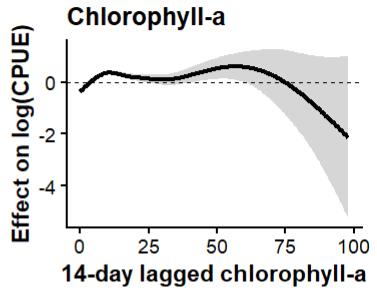 Chlorophyll-a
Effect on log(CPUE)
0
-2
-4
0 25 50 75 100
14-day lagged chlorophyll-a